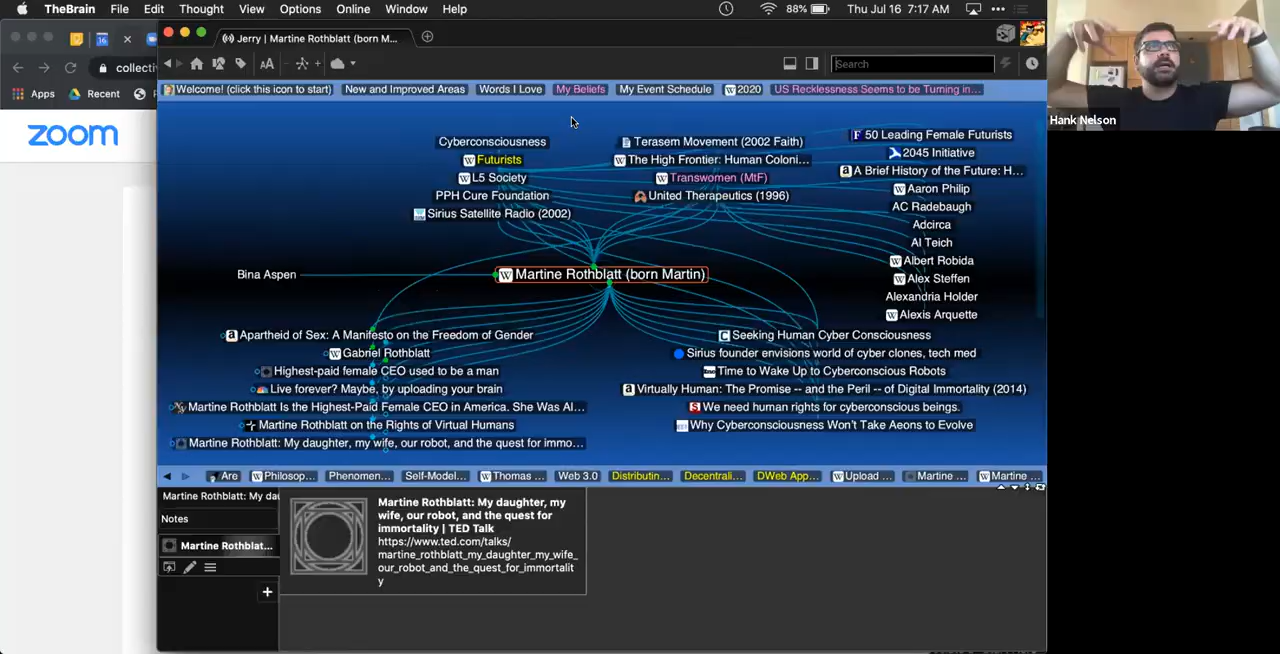 TheBrain File Edit Thought View Options Online Window Help 88% Thu Jul 16 7:17 AM
Jerry | Martine Rothblatt (born M...
collecti
Apps Recent
AA
Search
Welcome! (click this icon to start) New and Improved Areas Words I Love My Beliefs My Event Schedule 2020 US Recklessness Seems to be Turning in...
zoom
Hank Nelson
Cyberconsciousness
Futurists
L5 Society
PPH Cure Foundation
Sirius Satellite Radio (2002)
Terasem Movement (2002 Faith)
The High Frontier: Human Coloni...
Transwomen (MtF)
United Therapeutics (1996)
50 Leading Female Futurists
2045 Initiative
A Brief History of the Future: H...
Aaron Philip
AC Radebaugh
Adcirca
Al Teich
Albert Robida
Alex Steffen
Alexandria Holder
Alexis Arquette
Bina Aspen
Martine Rothblatt (born Martin)
Apartheid of Sex: A Manifesto on the Freedom of Gender
Gabriel Rothblatt
Highest-paid female CEO used to be a man
Live forever? Maybe, by uploading your brain
Martine Rothblatt Is the Highest-Paid Female CEO in America. She Was Al...
Martine Rothblatt on the Rights of Virtual Humans
Martine Rothblatt: My daughter, my wife, our robot, and the quest for immo...
Seeking Human Cyber Consciousness
Sirius founder envisions world of cyber clones, tech med
Time to Wake Up to Cyberconscious Robots
Virtually Human: The Promise -- and the Peril -- of Digital Immortality (2014)
We need human rights for cyberconscious beings.
Why Cyberconsciousness Won't Take Aeons to Evolve
Are Philosop... Phenomen... Self-Model... Thomas ... Web 3.0 Distributin... Decentrali... DWeb App... Upload ... Martine ... Martine ...
Martine Rothblatt: My dau
Notes
Martine Rothblat...
Martine Rothblatt: My daughter, my
wife, our robot, and the quest for
immortality | TED Talk
https://www.ted.com/talks/
martine_rothblatt_my_daughter_my_wife_
our_robot_and_the_quest_for_immortalit
y